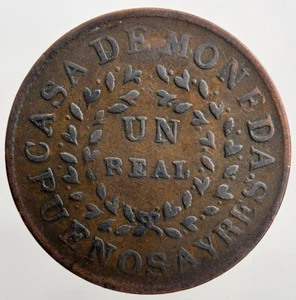 CASA DE MONEDA
BUENOS AYRES
UN
REAL